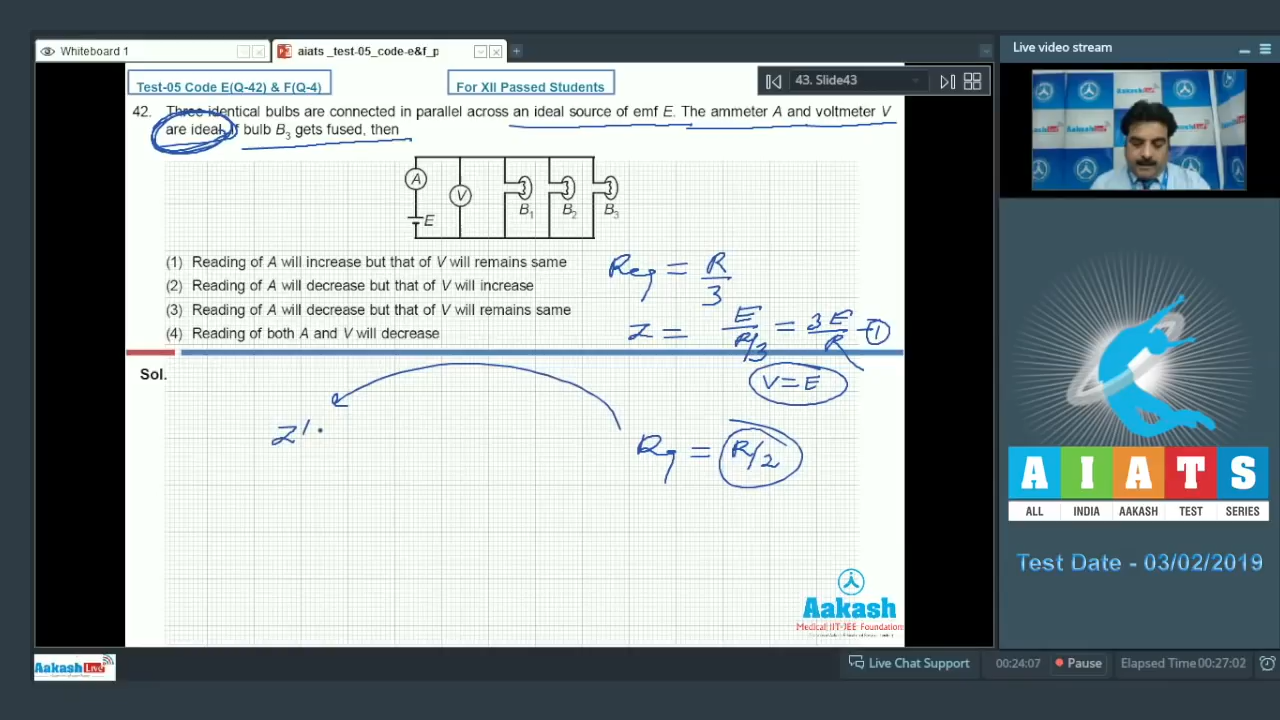 Whiteboard 1
aiats _test-05_code-e&f_p
Live video stream
Test-05 Code E(Q-42) & F(Q-4)
For XII Passed Students
43. Slide43
42. Three identical bulbs are connected in parallel across an ideal source of emf E. The ammeter A and voltmeter V
are ideal. If bulb B3 gets fused, then
A
V
E
B1
B2
B3
(1) Reading of A will increase but that of V will remains same
(2) Reading of A will decrease but that of V will increase
(3) Reading of A will decrease but that of V will remains same
(4) Reading of both A and V will decrease
Req = R/3
I = E/(R/3) = 3E/R - 1
V = E
Sol.
I'
Rq = R/2
AIATS
ALL INDIA AAKASH TEST SERIES
Test Date - 03/02/2019
Aakash
Medical|IIT-JEE|Foundations
Aakash Live
Live Chat Support
00:24:07
Pause
Elapsed Time 00:27:02